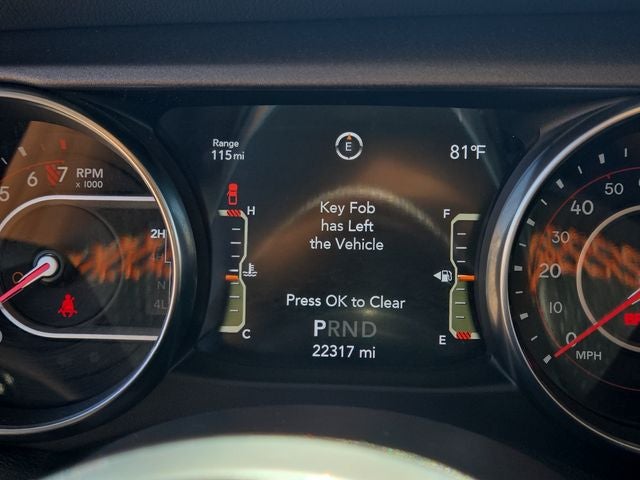 Range
115 mi
E
81°F
5 6 7 RPM
x 1000
H
C
Key Fob
has Left
the Vehicle
Press OK to Clear
PRND
22317 mi
F
E
2H
N
4L
50
40
30
20
10
0
MPH